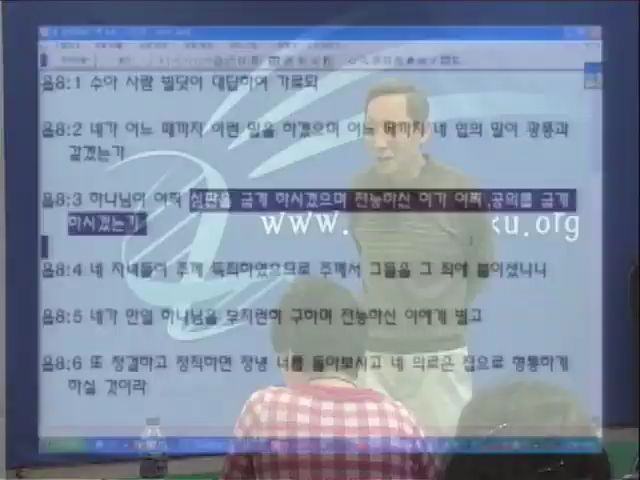 욥8:1 수아 사람 빌닷이 대답하여 가로되
욥8:2 네가 어느 때까지 이런 말을 하겠으며 어느 때까지 네 입의 말이 광풍과
같겠는가
욥8:3 하나님이 어찌 심판을 굽게 하시겠으며 전능하신 이가 어찌 공의를 굽게
하시겠는가
www. ku.org
욥8:4 네 자녀들이 주께 득죄하였으므로 주께서 그들을 그 죄에 붙이셨나니
욥8:5 네가 만일 하나님을 부지런히 구하며 전능하신 이에게 빌고
욥8:6 또 청결하고 정직하면 정녕 너를 돌아보시고 네 의로운 집으로 형통하게
하실 것이라